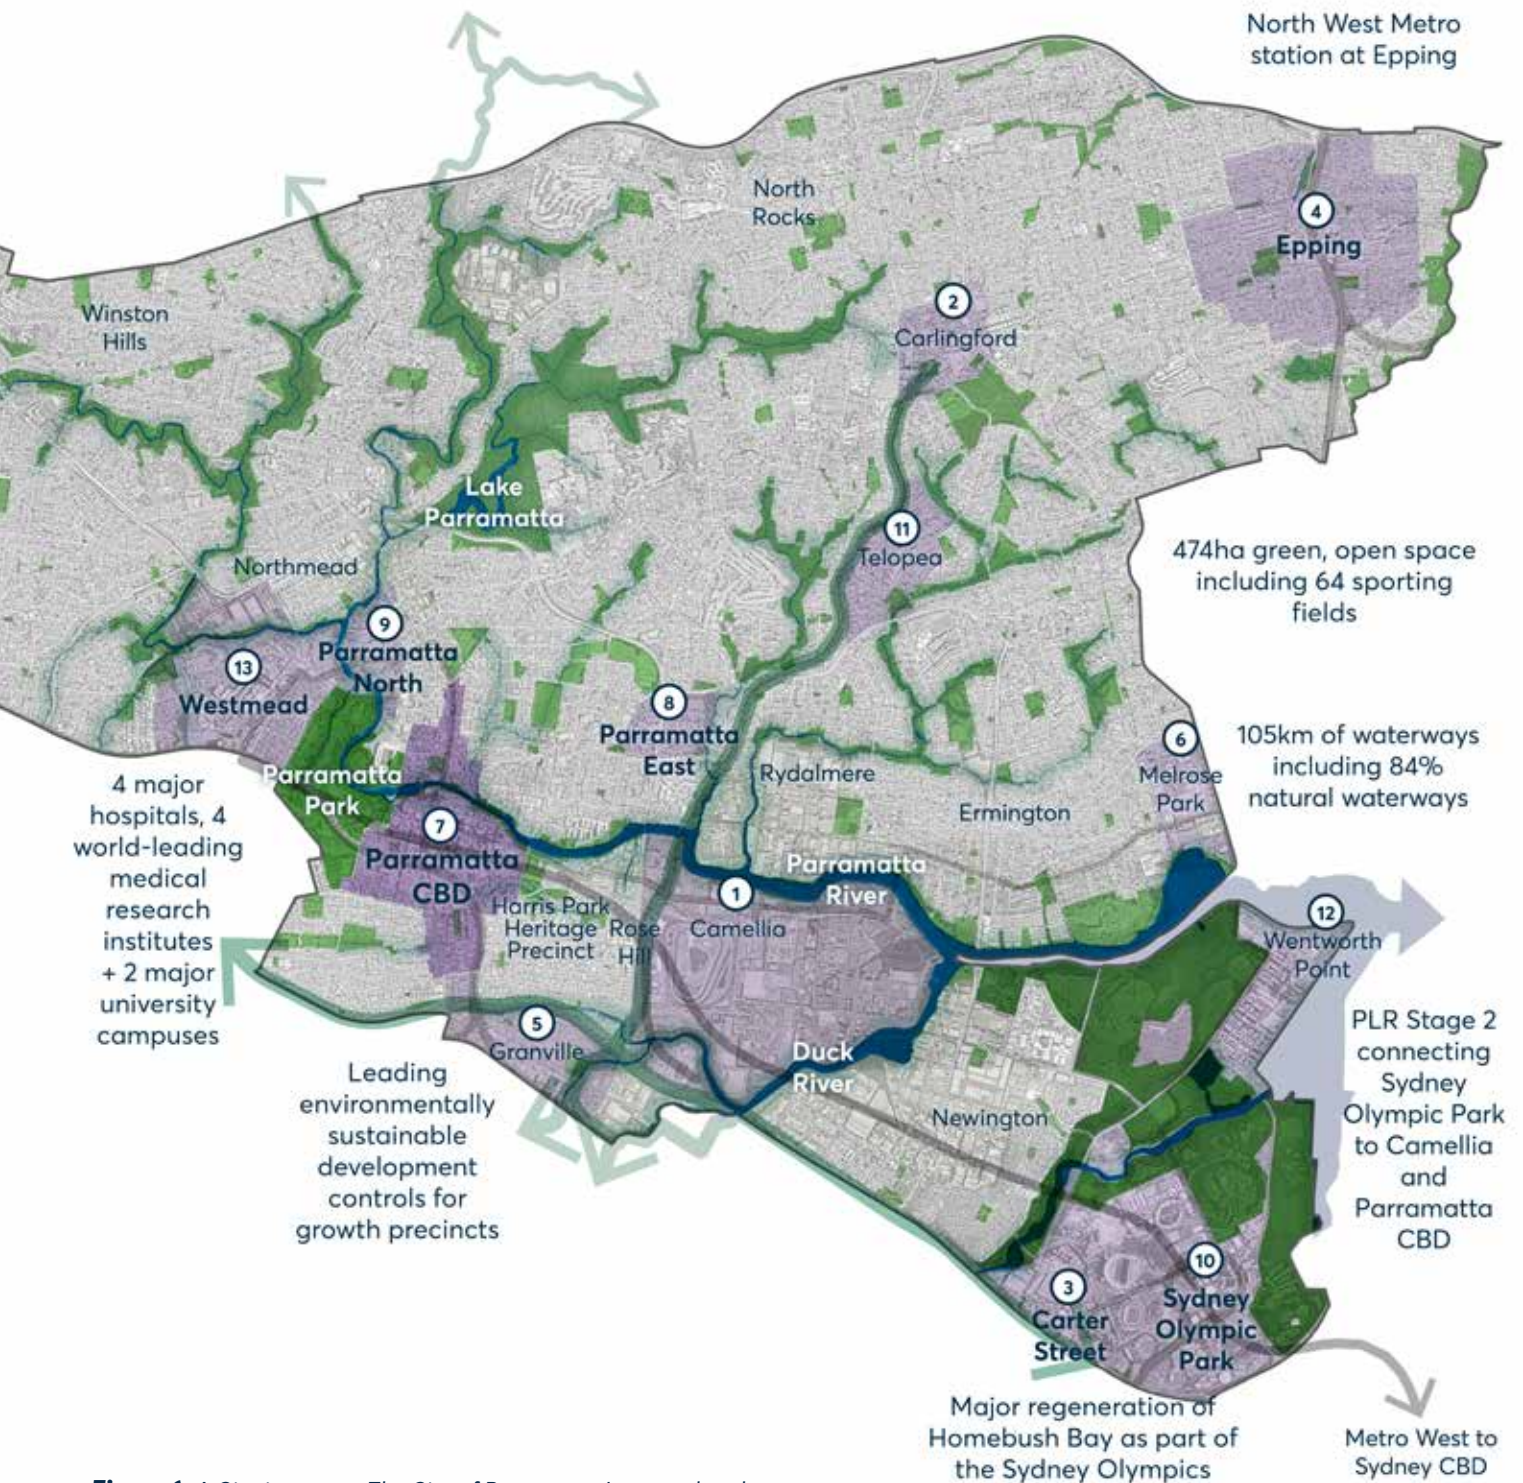 North West Metro
station at Epping
North
Rocks
4
Epping
Winston
Hills
2
Carlingford
Lake
Parramatta
11
Telopea
474ha green, open space
including 64 sporting
fields
Northmead
9
Parramatta
North
13
Westmead
8
Parramatta
East
6
Melrose
Park
105km of waterways
including 84%
natural waterways
Rydalmere
Ermington
Parramatta
Park
4 major
hospitals, 4
world-leading
medical
research
institutes
+ 2 major
university
campuses
7
Parramatta
CBD
Parramatta
River
1
Camellia
Harris Park
Heritage
Precinct
Rose
Hill
12
Wentworth
Point
5
Granville
Duck
River
PLR Stage 2
connecting
Sydney
Olympic Park
to Camellia
and
Parramatta
CBD
Leading
environmentally
sustainable
development
controls for
growth precincts
Newington
3
Carter
Street
10
Sydney
Olympic
Park
Major regeneration of
Homebush Bay as part of
the Sydney Olympics
Metro West to
Sydney CBD